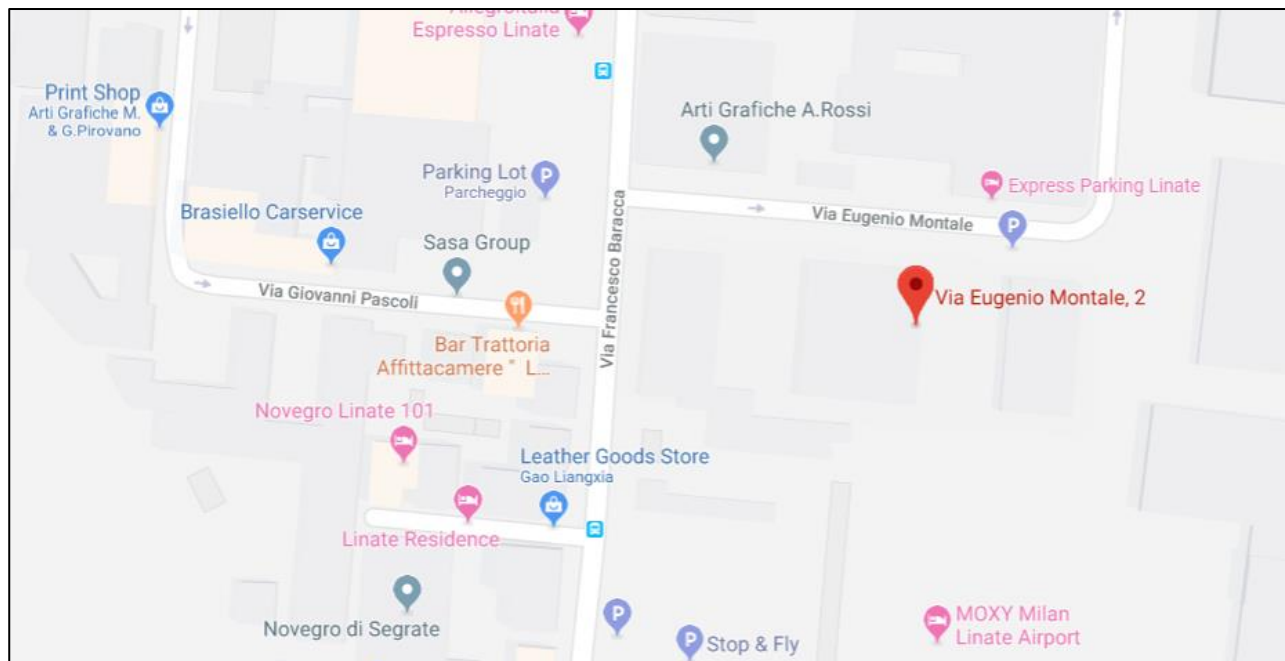 Allegroitalia
Espresso Linate
Print Shop
Arti Grafiche M.
& G.Pirovano
Arti Grafiche A.Rossi
Parking Lot
Parcheggio
P
Express Parking Linate
Brasiello Carservice
Via Eugenio Montale
P
Sasa Group
Via Francesco Baracca
Via Giovanni Pascoli
Via Eugenio Montale, 2
Bar Trattoria
Affittacamere " L...
Novegro Linate 101
Leather Goods Store
Gao Liangxia
Linate Residence
Novegro di Segrate
P
P
Stop & Fly
MOXY Milan
Linate Airport